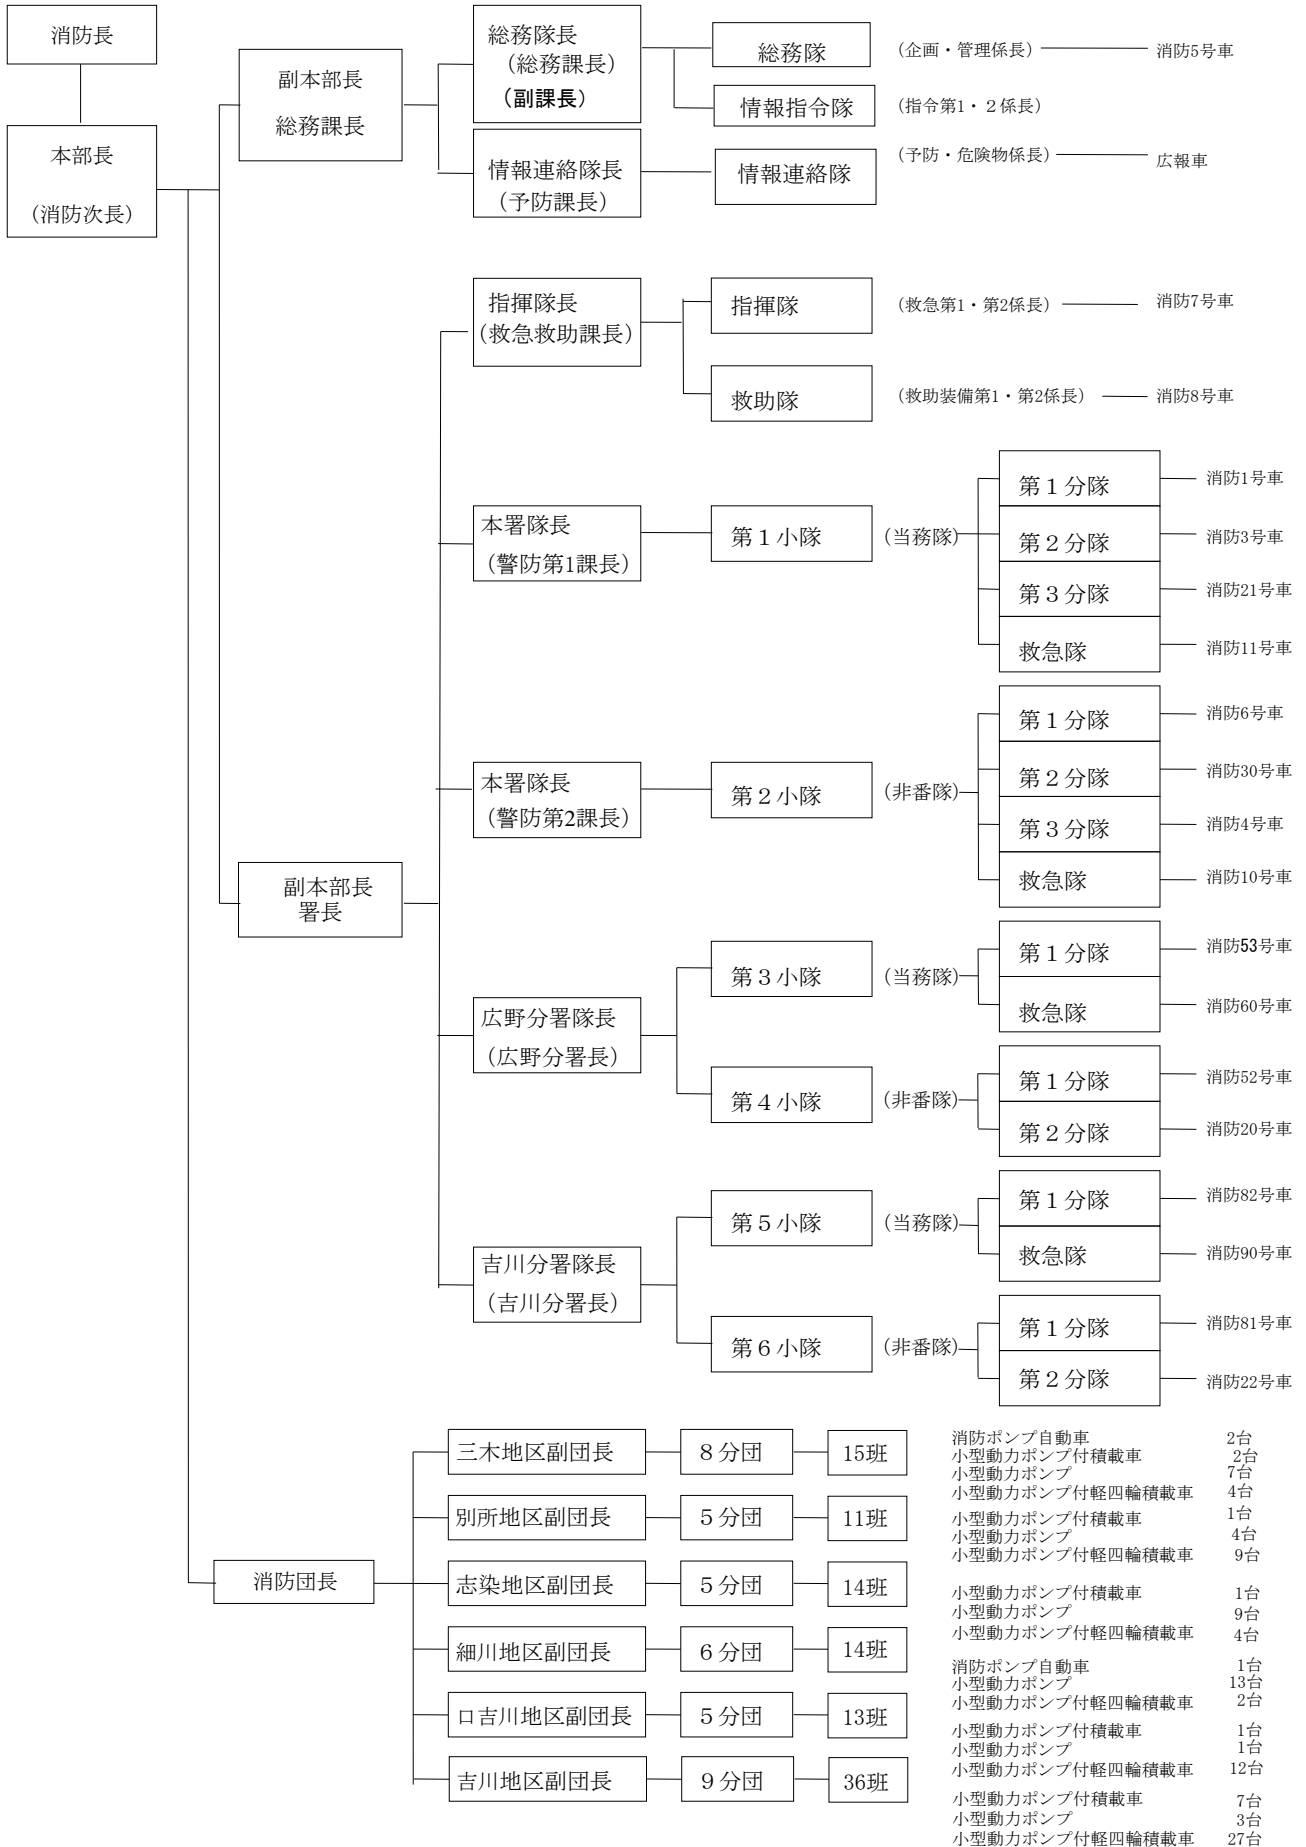 消防長
本部長
(消防次長)
副本部長
総務課長
総務隊長
(総務課長)
(副課長)
総務隊
(企画・管理係長)
消防5号車
情報指令隊
(指令第1・2係長)
情報連絡隊長
(予防課長)
情報連絡隊
(予防・危険物係長)
広報車
副本部長
署長
指揮隊長
(救急救助課長)
指揮隊
(救急第1・第2係長)
消防7号車
救助隊
(救助装備第1・第2係長)
消防8号車
本署隊長
(警防第1課長)
第1小隊
(当務隊)
第1分隊
消防1号車
第2分隊
消防3号車
第3分隊
消防21号車
救急隊
消防11号車
本署隊長
(警防第2課長)
第2小隊
(非番隊)
第1分隊
消防6号車
第2分隊
消防30号車
第3分隊
消防4号車
救急隊
消防10号車
広野分署隊長
(広野分署長)
第3小隊
(当務隊)
第1分隊
消防53号車
救急隊
消防60号車
第4小隊
(非番隊)
第1分隊
消防52号車
第2分隊
消防20号車
吉川分署隊長
(吉川分署長)
第5小隊
(当務隊)
第1分隊
消防82号車
救急隊
消防90号車
第6小隊
(非番隊)
第1分隊
消防81号車
第2分隊
消防22号車
消防団長
三木地区副団長
8分団
15班
消防ポンプ自動車 2台
小型動力ポンプ付積載車 2台
小型動力ポンプ 7台
小型動力ポンプ付軽四輪積載車 4台
別所地区副団長
5分団
11班
小型動力ポンプ付積載車 1台
小型動力ポンプ 4台
小型動力ポンプ付軽四輪積載車 9台
志染地区副団長
5分団
14班
小型動力ポンプ付積載車 1台
小型動力ポンプ 9台
小型動力ポンプ付軽四輪積載車 4台
細川地区副団長
6分団
14班
消防ポンプ自動車 1台
小型動力ポンプ 13台
小型動力ポンプ付軽四輪積載車 2台
口吉川地区副団長
5分団
13班
小型動力ポンプ付積載車 1台
小型動力ポンプ 1台
小型動力ポンプ付軽四輪積載車 12台
吉川地区副団長
9分団
36班
小型動力ポンプ付積載車 7台
小型動力ポンプ 3台
小型動力ポンプ付軽四輪積載車 27台